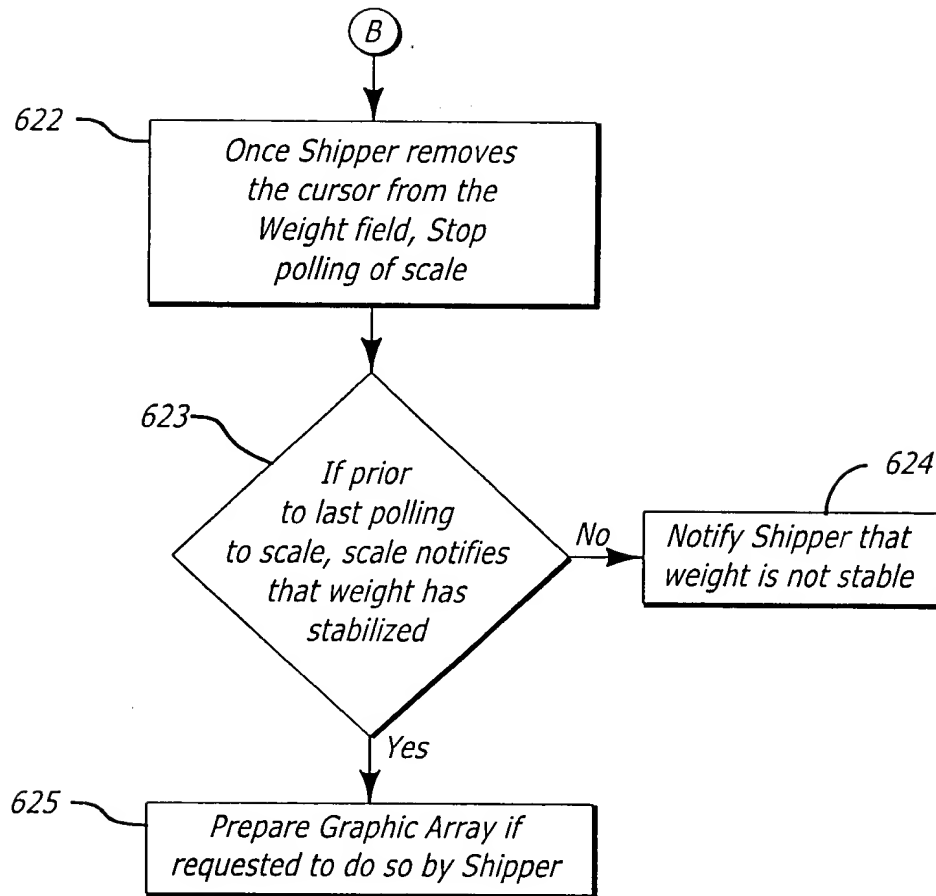 B
622
Once Shipper removes
the cursor from the
Weight field, Stop
polling of scale
623
If prior
to last polling
to scale, scale notifies
that weight has
stabilized
No
624
Notify Shipper that
weight is not stable
Yes
625
Prepare Graphic Array if
requested to do so by Shipper